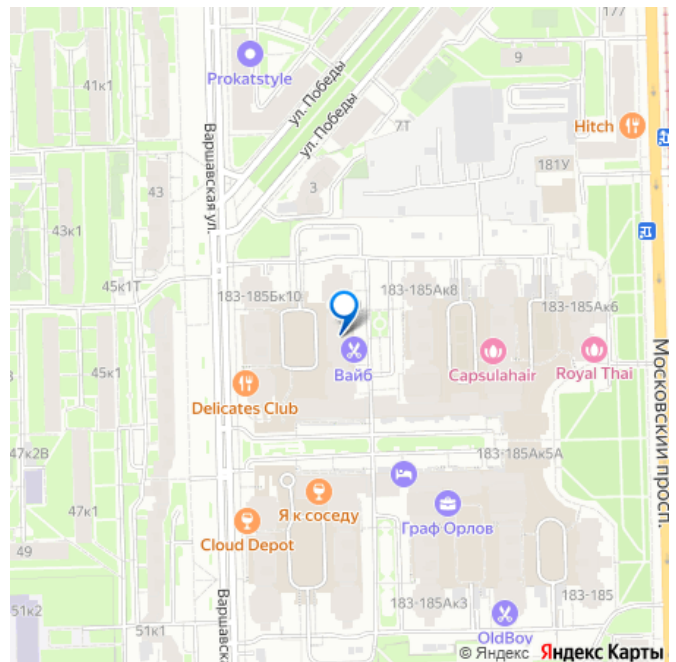 177
9
41к1
Prokatstyle
ул. Победы
ул. Победы
7Т
Hitch
Варшавская ул.
181У
43
3
43к1
45к1Т
183-185Бк10
183-185Ак8
183-185Ак6
45к1
Вайб
Capsulahair
Royal Thai
Московский просп.
Delicates Club
47к2В
183-185Ак5А
47к1
Я к соседу
Граф Орлов
Cloud Depot
49
51к2
Варшавска
183-185Ак3
183-185
51к1
OldBoy
© Яндекс Яндекс Карты